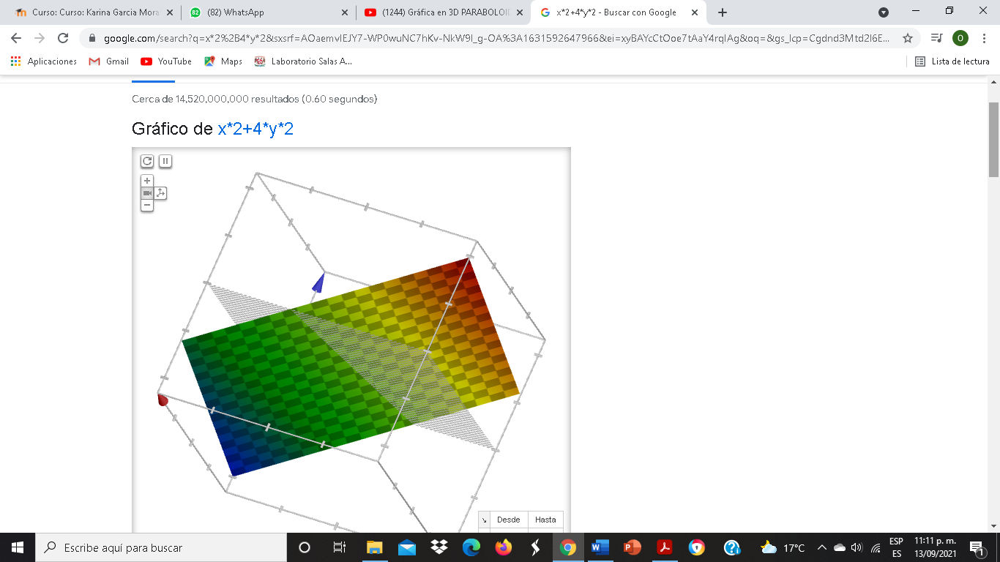 Curso: Curso: Karina Garcia Mora
(82) WhatsApp
(1244) Gráfica en 3D PARABOLOID
x*2+4*y*2 - Buscar con Google
google.com/search?q=x*2%2B4*y*2&sxsrf=AOaemvIEJY7-WP0wuNC7hKv-NkW9l_g-OA%3A1631592647966&ei=xyBAYcCtOoe7tAaY4rqIAg&oq=&gs_lcp=Cgdnd3Mtd2l6E...
O
Aplicaciones
Gmail
YouTube
Maps
Laboratorio Salas A...
Lista de lectura
Cerca de 14,520,000,000 resultados (0.60 segundos)
Gráfico de x*2+4*y*2
Desde
Hasta
Escribe aquí para buscar
17°C
ESP
ES
11:11 p. m.
13/09/2021
1